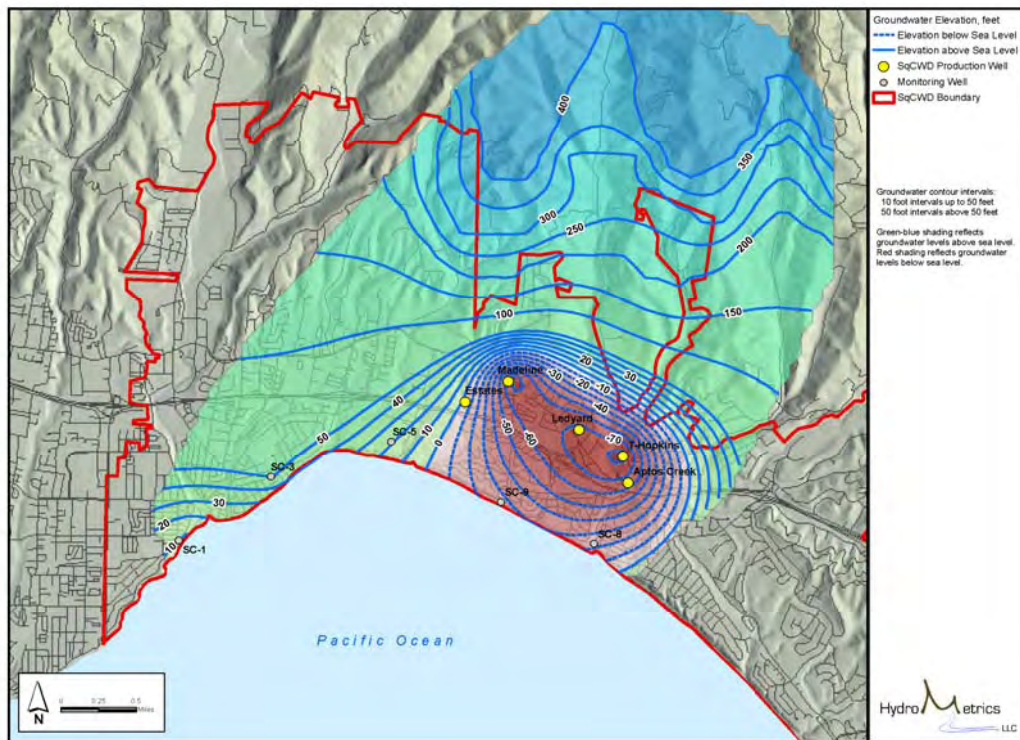 Groundwater Elevation, feet
Elevation below Sea Level
Elevation above Sea Level
SqCWD Production Well
Monitoring Well
SqCWD Boundary
Groundwater contour intervals:
10 foot intervals up to 50 feet
50 foot intervals above 50 feet
Green-blue shading reflects
groundwater levels above sea level.
Red shading reflects groundwater
levels below sea level.
400
350
300
250
200
150
100
20
30
Madeline
-30
-20
-10
Estates
40
-40
Ledyard
50
SC-5
10
0
-50
-60
-70
T-Hopkins
SC-3
Aptos Creek
30
SC-9
20
10
SC-1
SC-8
Pacific Ocean
N
0 0.25 0.5
Miles
Hydro Metrics
LLC